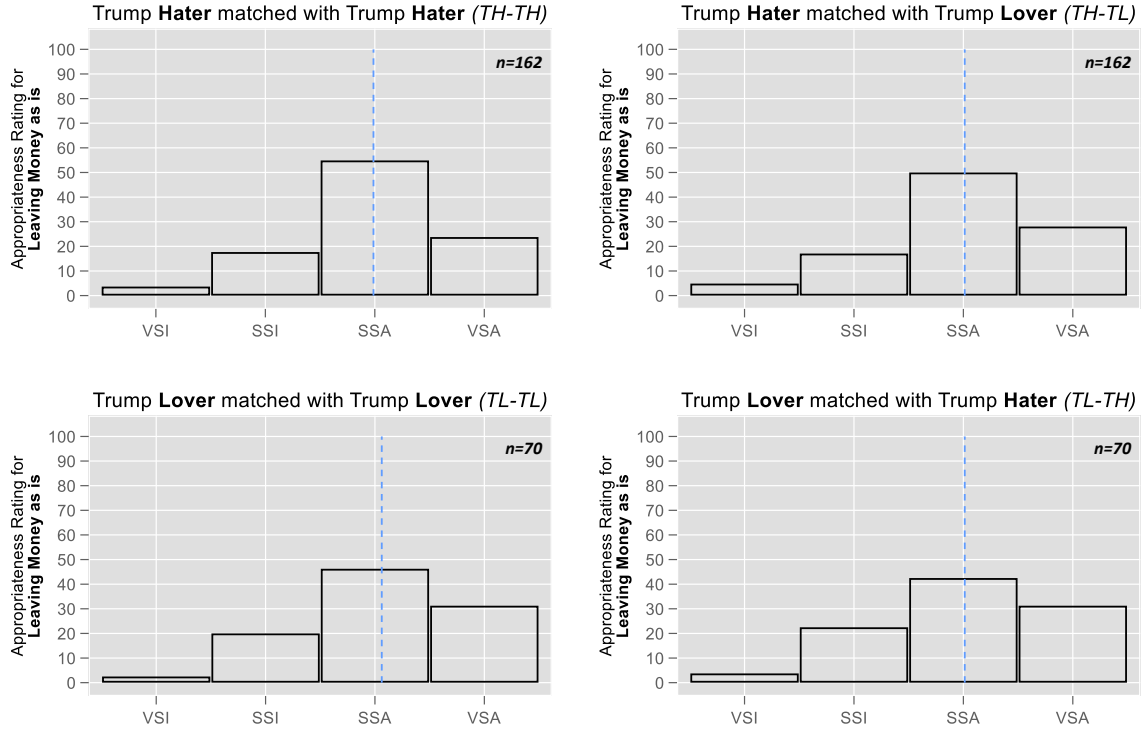 Trump Hater matched with Trump Hater (TH-TH)
Appropriateness Rating for
Leaving Money as is
100
90
80
70
60
50
40
30
20
10
0
n=162
VSI SSI SSA VSA
Trump Hater matched with Trump Lover (TH-TL)
Appropriateness Rating for
Leaving Money as is
100
90
80
70
60
50
40
30
20
10
0
n=162
VSI SSI SSA VSA
Trump Lover matched with Trump Lover (TL-TL)
Appropriateness Rating for
Leaving Money as is
100
90
80
70
60
50
40
30
20
10
0
n=70
VSI SSI SSA VSA
Trump Lover matched with Trump Hater (TL-TH)
Appropriateness Rating for
Leaving Money as is
100
90
80
70
60
50
40
30
20
10
0
n=70
VSI SSI SSA VSA